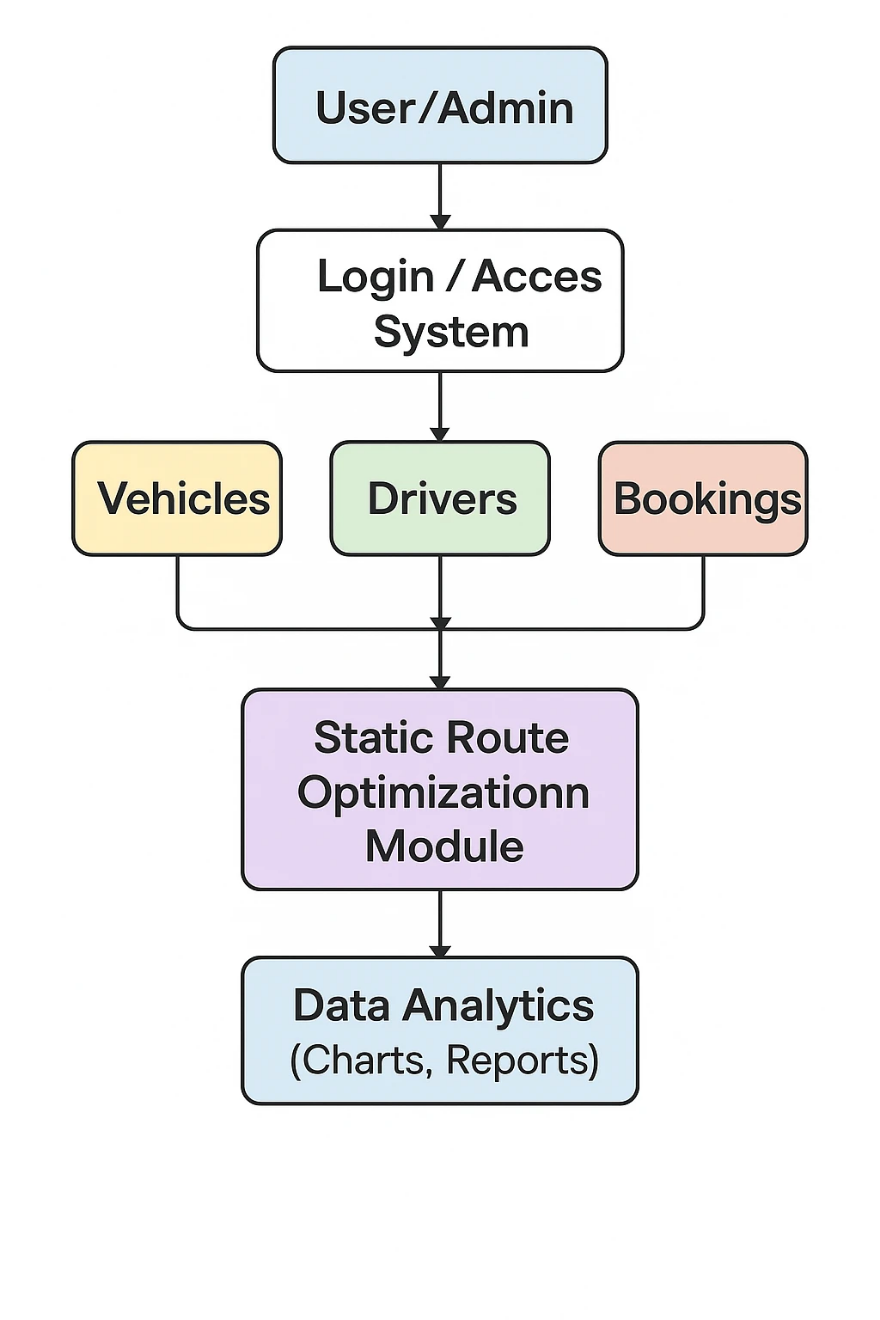 User/Admin
Login / Acces
System
Vehicles
Drivers
Bookings
Static Route
Optimizationn
Module
Data Analytics
(Charts, Reports)